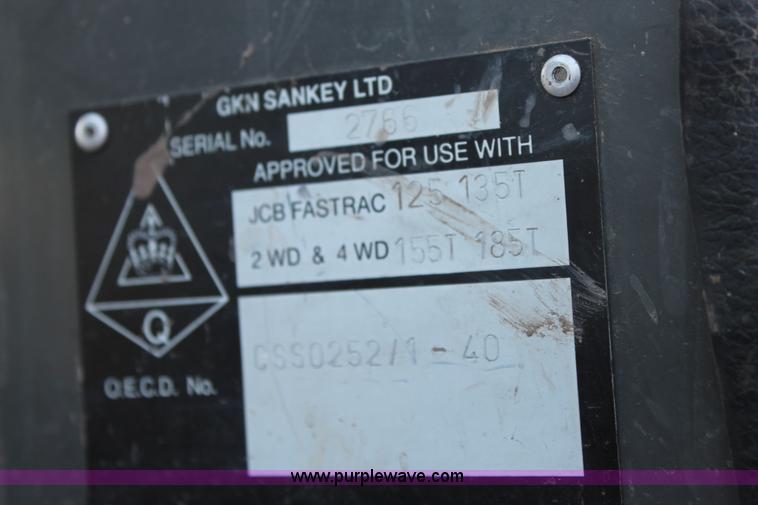 GKN SANKEY LTD
SERIAL No. 2766
APPROVED FOR USE WITH
JCB FASTRAC 125 135T
2 WD & 4 WD 155T 185T
Q
O.E.C.D. No. CSS0252/1-40
www.purplewave.com